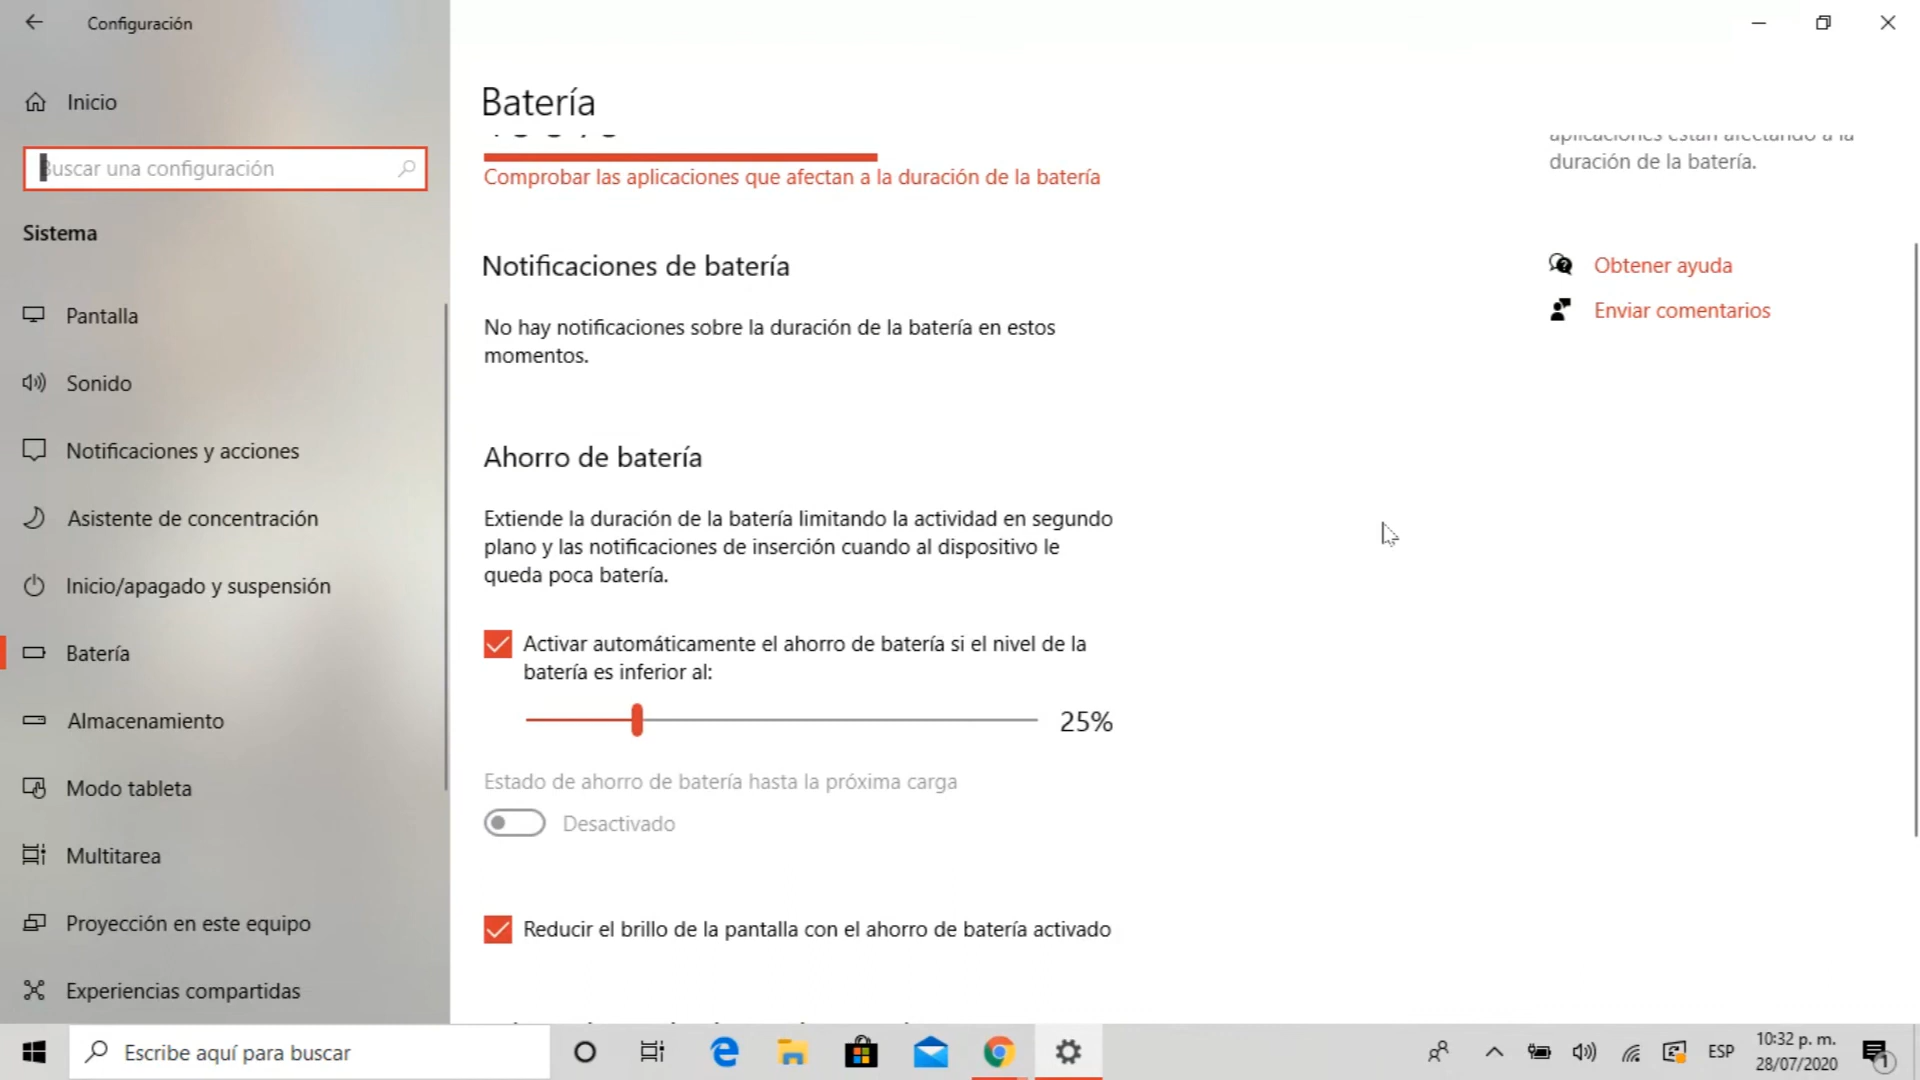 Configuración
Inicio
Buscar una configuración
Sistema
Pantalla
Sonido
Notificaciones y acciones
Asistente de concentración
Inicio/apagado y suspensión
Batería
Almacenamiento
Modo tableta
Multitarea
Proyección en este equipo
Experiencias compartidas
Batería
Comprobar las aplicaciones que afectan a la duración de la batería
Notificaciones de batería
No hay notificaciones sobre la duración de la batería en estos
momentos.
Ahorro de batería
Extiende la duración de la batería limitando la actividad en segundo
plano y las notificaciones de inserción cuando al dispositivo le
queda poca batería.
Activar automáticamente el ahorro de batería si el nivel de la
batería es inferior al:
25%
Estado de ahorro de batería hasta la próxima carga
Desactivado
Reducir el brillo de la pantalla con el ahorro de batería activado
aplicaciones están afectando a la
duración de la batería.
Obtener ayuda
Enviar comentarios
Escribe aquí para buscar
ESP
10:32 p. m.
28/07/2020
1